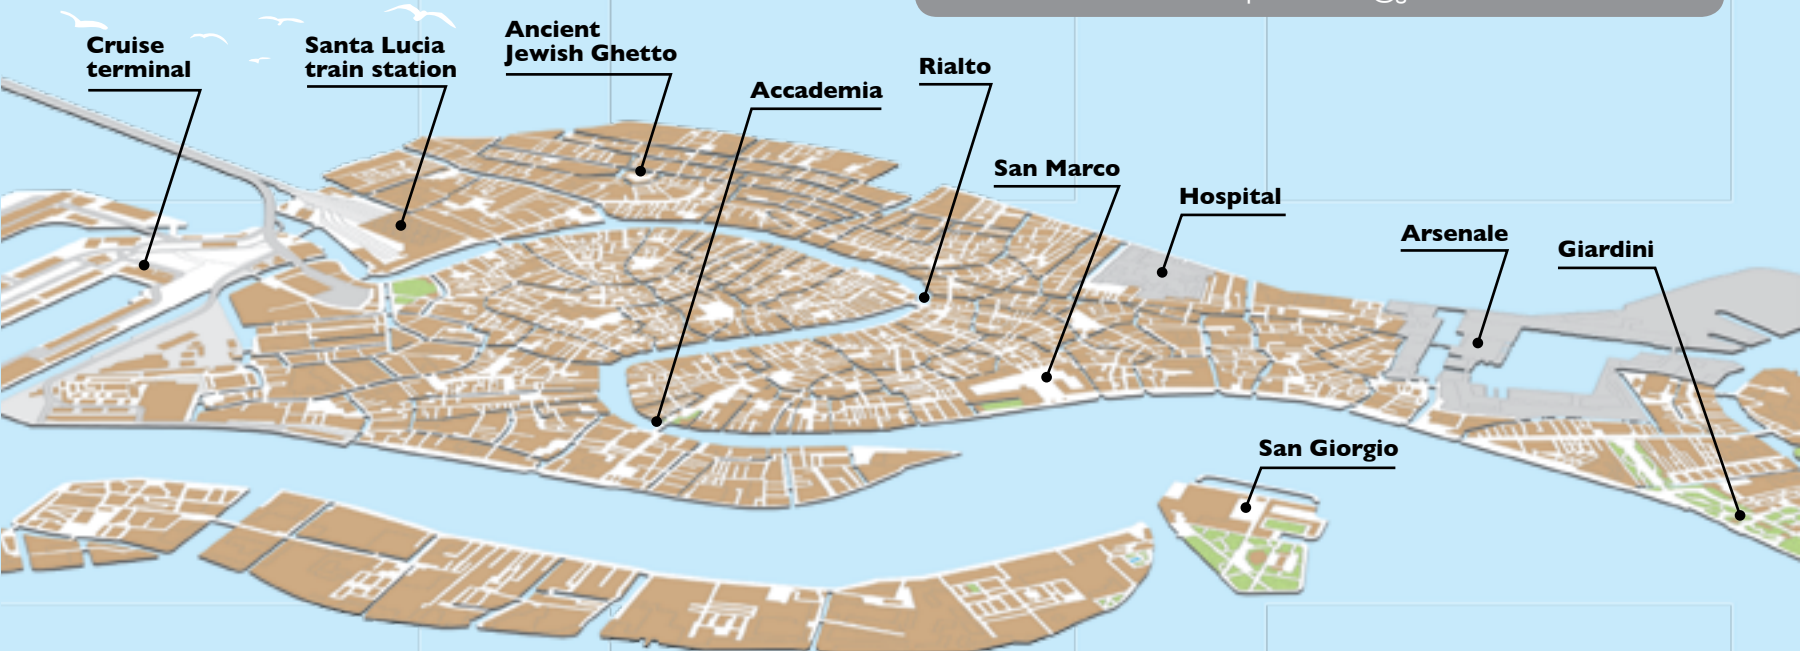 Cruise
terminal
Santa Lucia
train station
Ancient
Jewish Ghetto
Accademia
Rialto
San Marco
Hospital
Arsenale
Giardini
San Giorgio